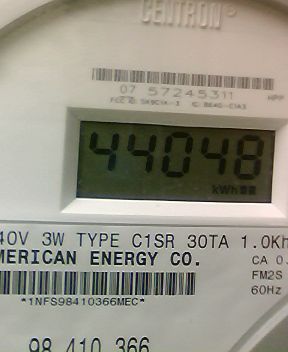 CENTRON®
07 57245311
44048
kWh
40V 3W TYPE C1SR 30TA 1.0Kh
MERICAN ENERGY CO.
CA 0.
FM2S
60Hz
*1NFS98410366MEC*
98 410 366